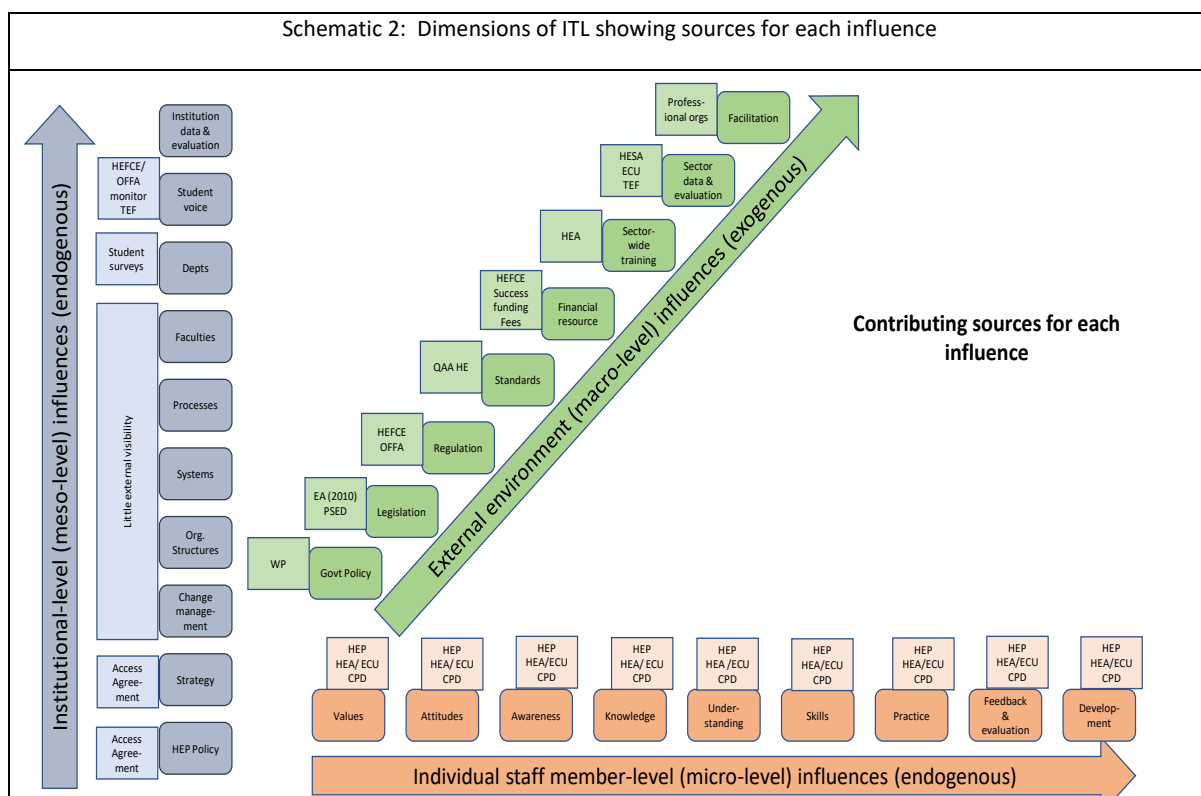 Schematic 2:  Dimensions of ITL showing sources for each influence
Institutional-level (meso-level) influences (endogenous)
Institution
data &
evaluation
HEFCE/
OFFA
monitor
TEF
Student
voice
Student
surveys
Depts
Little external visibility
Faculties
Processes
Systems
Org.
Structures
Change
manage-
ment
Access
Agree-
ment
Strategy
Access
Agree-
ment
HEP Policy
Profess-
ional orgs
Facilitation
HESA
ECU
TEF
Sector
data &
evaluation
HEA
Sector-
wide
training
HEFCE
Success
funding
Fees
Financial
resource
QAA HE
Standards
HEFCE
OFFA
Regulation
EA (2010)
PSED
Legislation
WP
Govt Policy
External environment (macro-level) influences (exogenous)
Contributing sources for each
influence
HEP
HEA/ ECU
CPD
Values
HEP
HEA/ ECU
CPD
Attitudes
HEP
HEA/ ECU
CPD
Awareness
HEP
HEA/ ECU
CPD
Knowledge
HEP
HEA /ECU
CPD
Under-
standing
HEP
HEA/ECU
CPD
Skills
HEP
HEA/ECU
CPD
Practice
HEP
HEA/ECU
CPD
Feedback
&
evaluation
HEP
HEA/ECU
CPD
Develop-
ment
Individual staff member-level (micro-level) influences (endogenous)